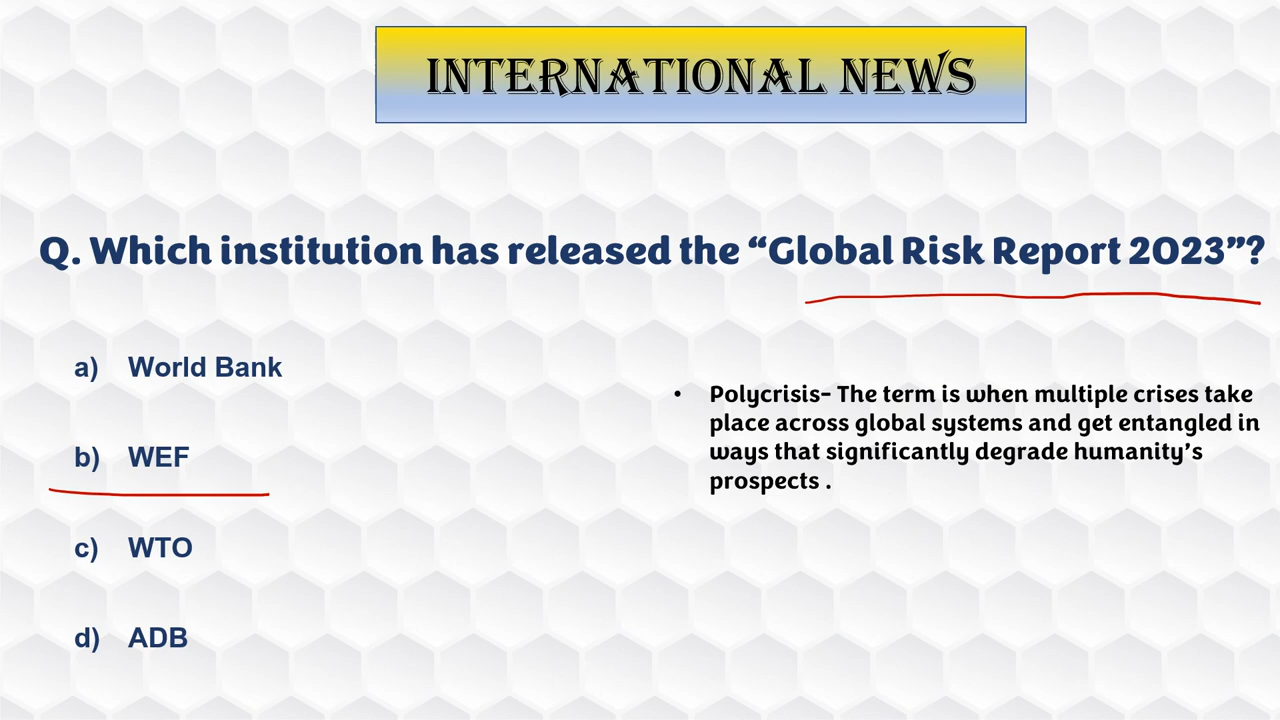 INTERNATIONAL NEWS
Q. Which institution has released the “Global Risk Report 2023”?
a) World Bank
b) WEF
c) WTO
d) ADB
• Polycrisis- The term is when multiple crises take
place across global systems and get entangled in
ways that significantly degrade humanity’s
prospects .